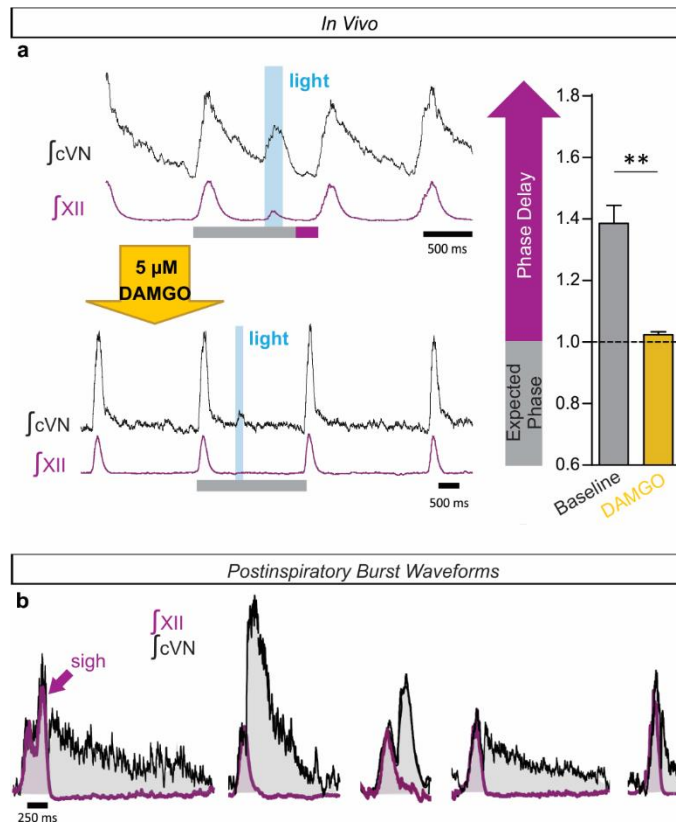 In Vivo
a
light
∫cVN
∫XII
500 ms
5 µM
DAMGO
light
∫cVN
∫XII
500 ms
Phase Delay
Expected
Phase
1.8
1.6
1.4
1.2
1.0
0.8
0.6
**
Baseline
DAMGO
Postinspiratory Burst Waveforms
b
∫XII
∫cVN
sigh
250 ms